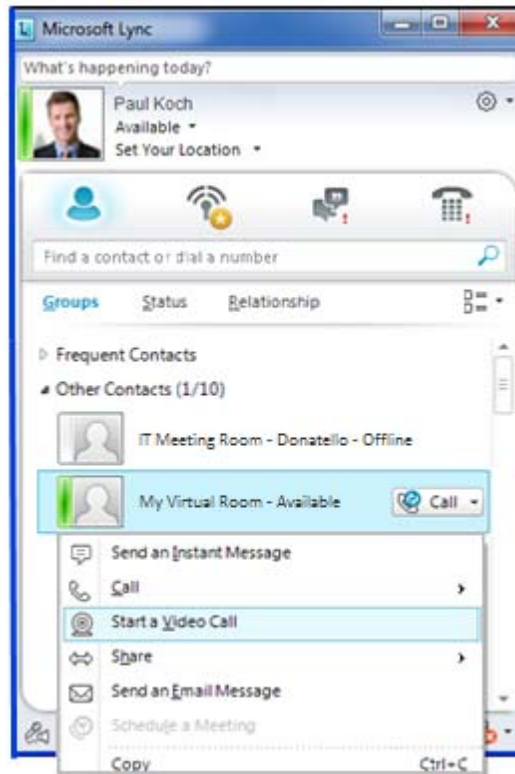 Microsoft Lync
What's happening today?
Paul Koch
Available
Set Your Location
Find a contact or dial a number
Groups Status Relationship
Frequent Contacts
Other Contacts (1/10)
IT Meeting Room - Donatello - Offline
My Virtual Room - Available Call
Send an Instant Message
Call
Start a Video Call
Share
Send an Email Message
Schedule a Meeting
Copy Ctrl+C